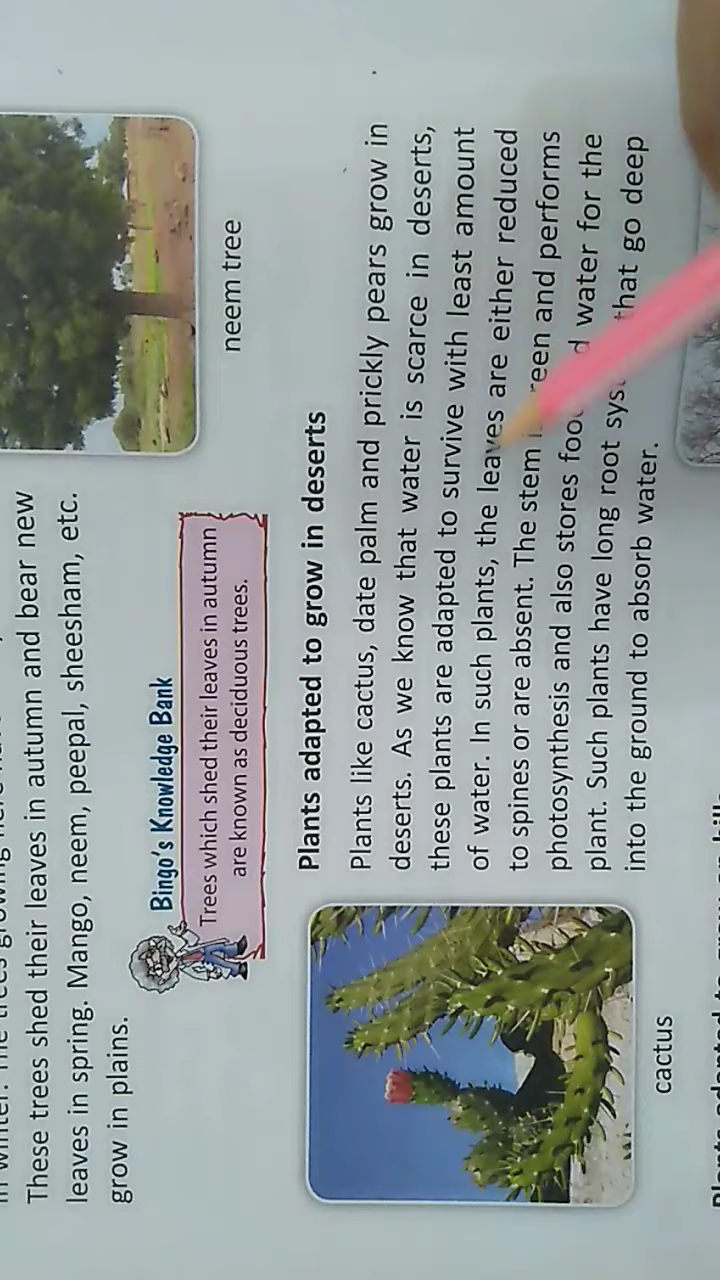 These trees shed their leaves in autumn and bear new
leaves in spring. Mango, neem, peepal, sheesham, etc.
grow in plains.
neem tree
Bingo's Knowledge Bank
Trees which shed their leaves in autumn
are known as deciduous trees.
Plants adapted to grow in deserts
Plants like cactus, date palm and prickly pears grow in
deserts. As we know that water is scarce in deserts,
these plants are adapted to survive with least amount
of water. In such plants, the leaves are either reduced
to spines or are absent. The stem and performs
photosynthesis and also stores water for the
plant. Such plants have long root that go deep
into the ground to absorb water.
cactus